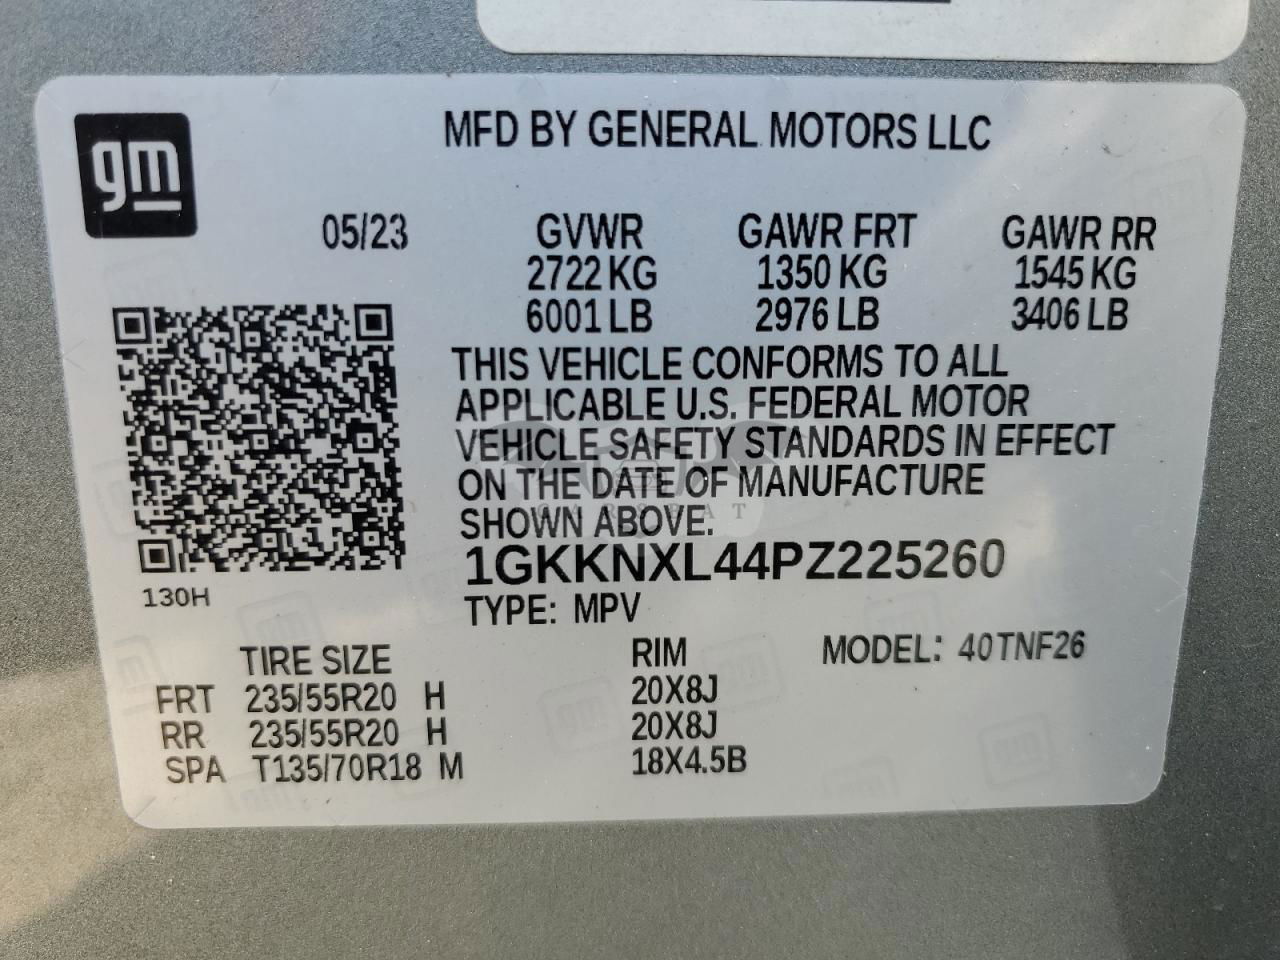 gm
MFD BY GENERAL MOTORS LLC
05/23
GVWR
2722 KG
6001 LB
GAWR FRT
1350 KG
2976 LB
GAWR RR
1545 KG
3406 LB
THIS VEHICLE CONFORMS TO ALL
APPLICABLE U.S. FEDERAL MOTOR
VEHICLE SAFETY STANDARDS IN EFFECT
ON THE DATE OF MANUFACTURE
SHOWN ABOVE.
1GKKNXL44PZ225260
TYPE: MPV
130H
TIRE SIZE RIM MODEL: 40TNF26
FRT 235/55R20 H 20X8J
RR 235/55R20 H 20X8J
SPA T135/70R18 M 18X4.5B